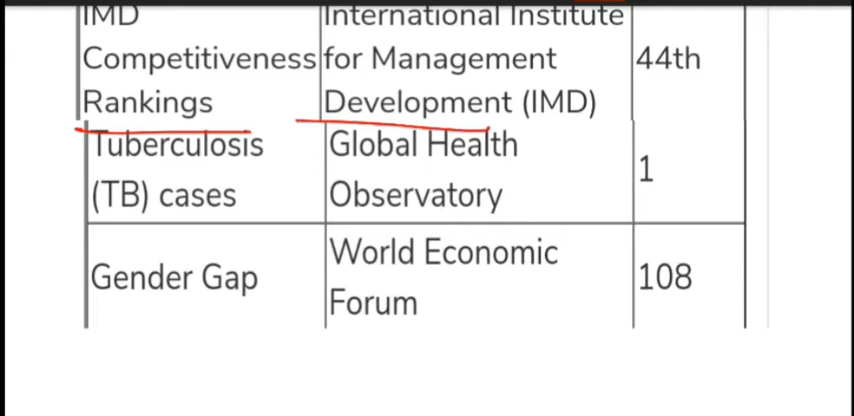 IMD
International Institute
Competitiveness
for Management
44th
Rankings
Development (IMD)
Tuberculosis
Global Health
1
(TB) cases
Observatory
World Economic
Gender Gap
108
Forum